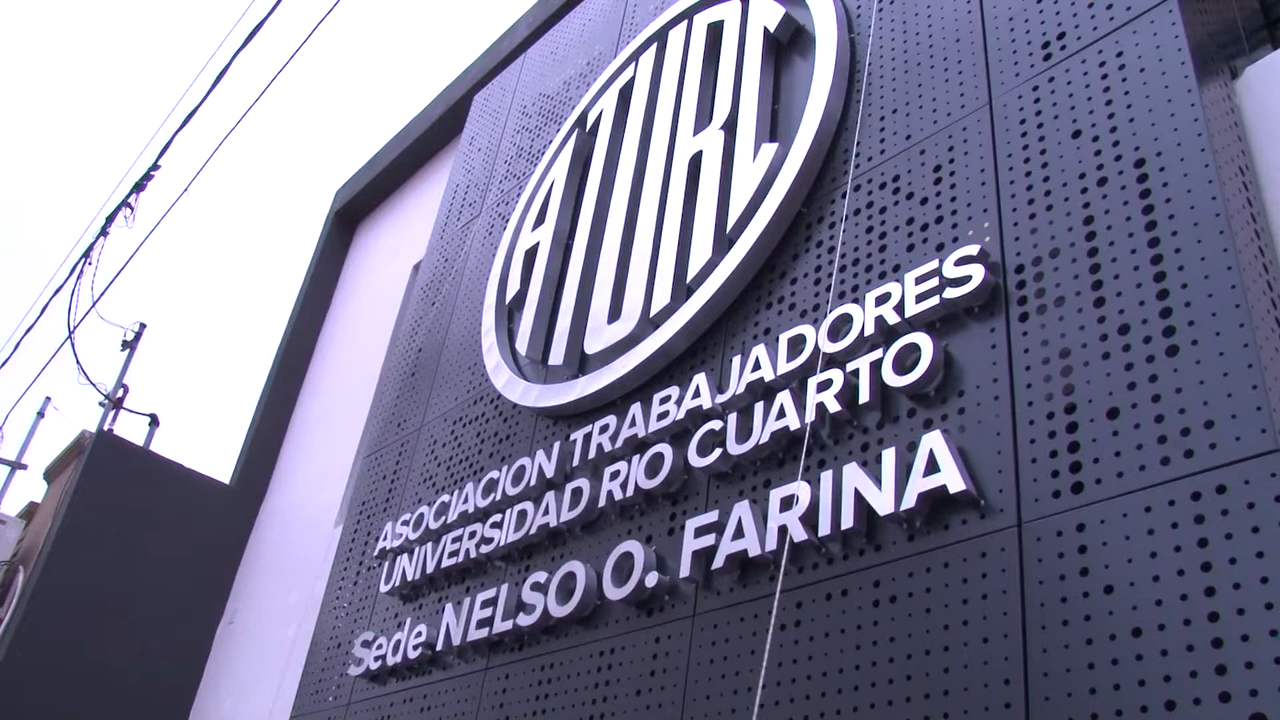 ATURC
ASOCIACION TRABAJADORES
UNIVERSIDAD RIO CUARTO
Sede NELSO O. FARINA